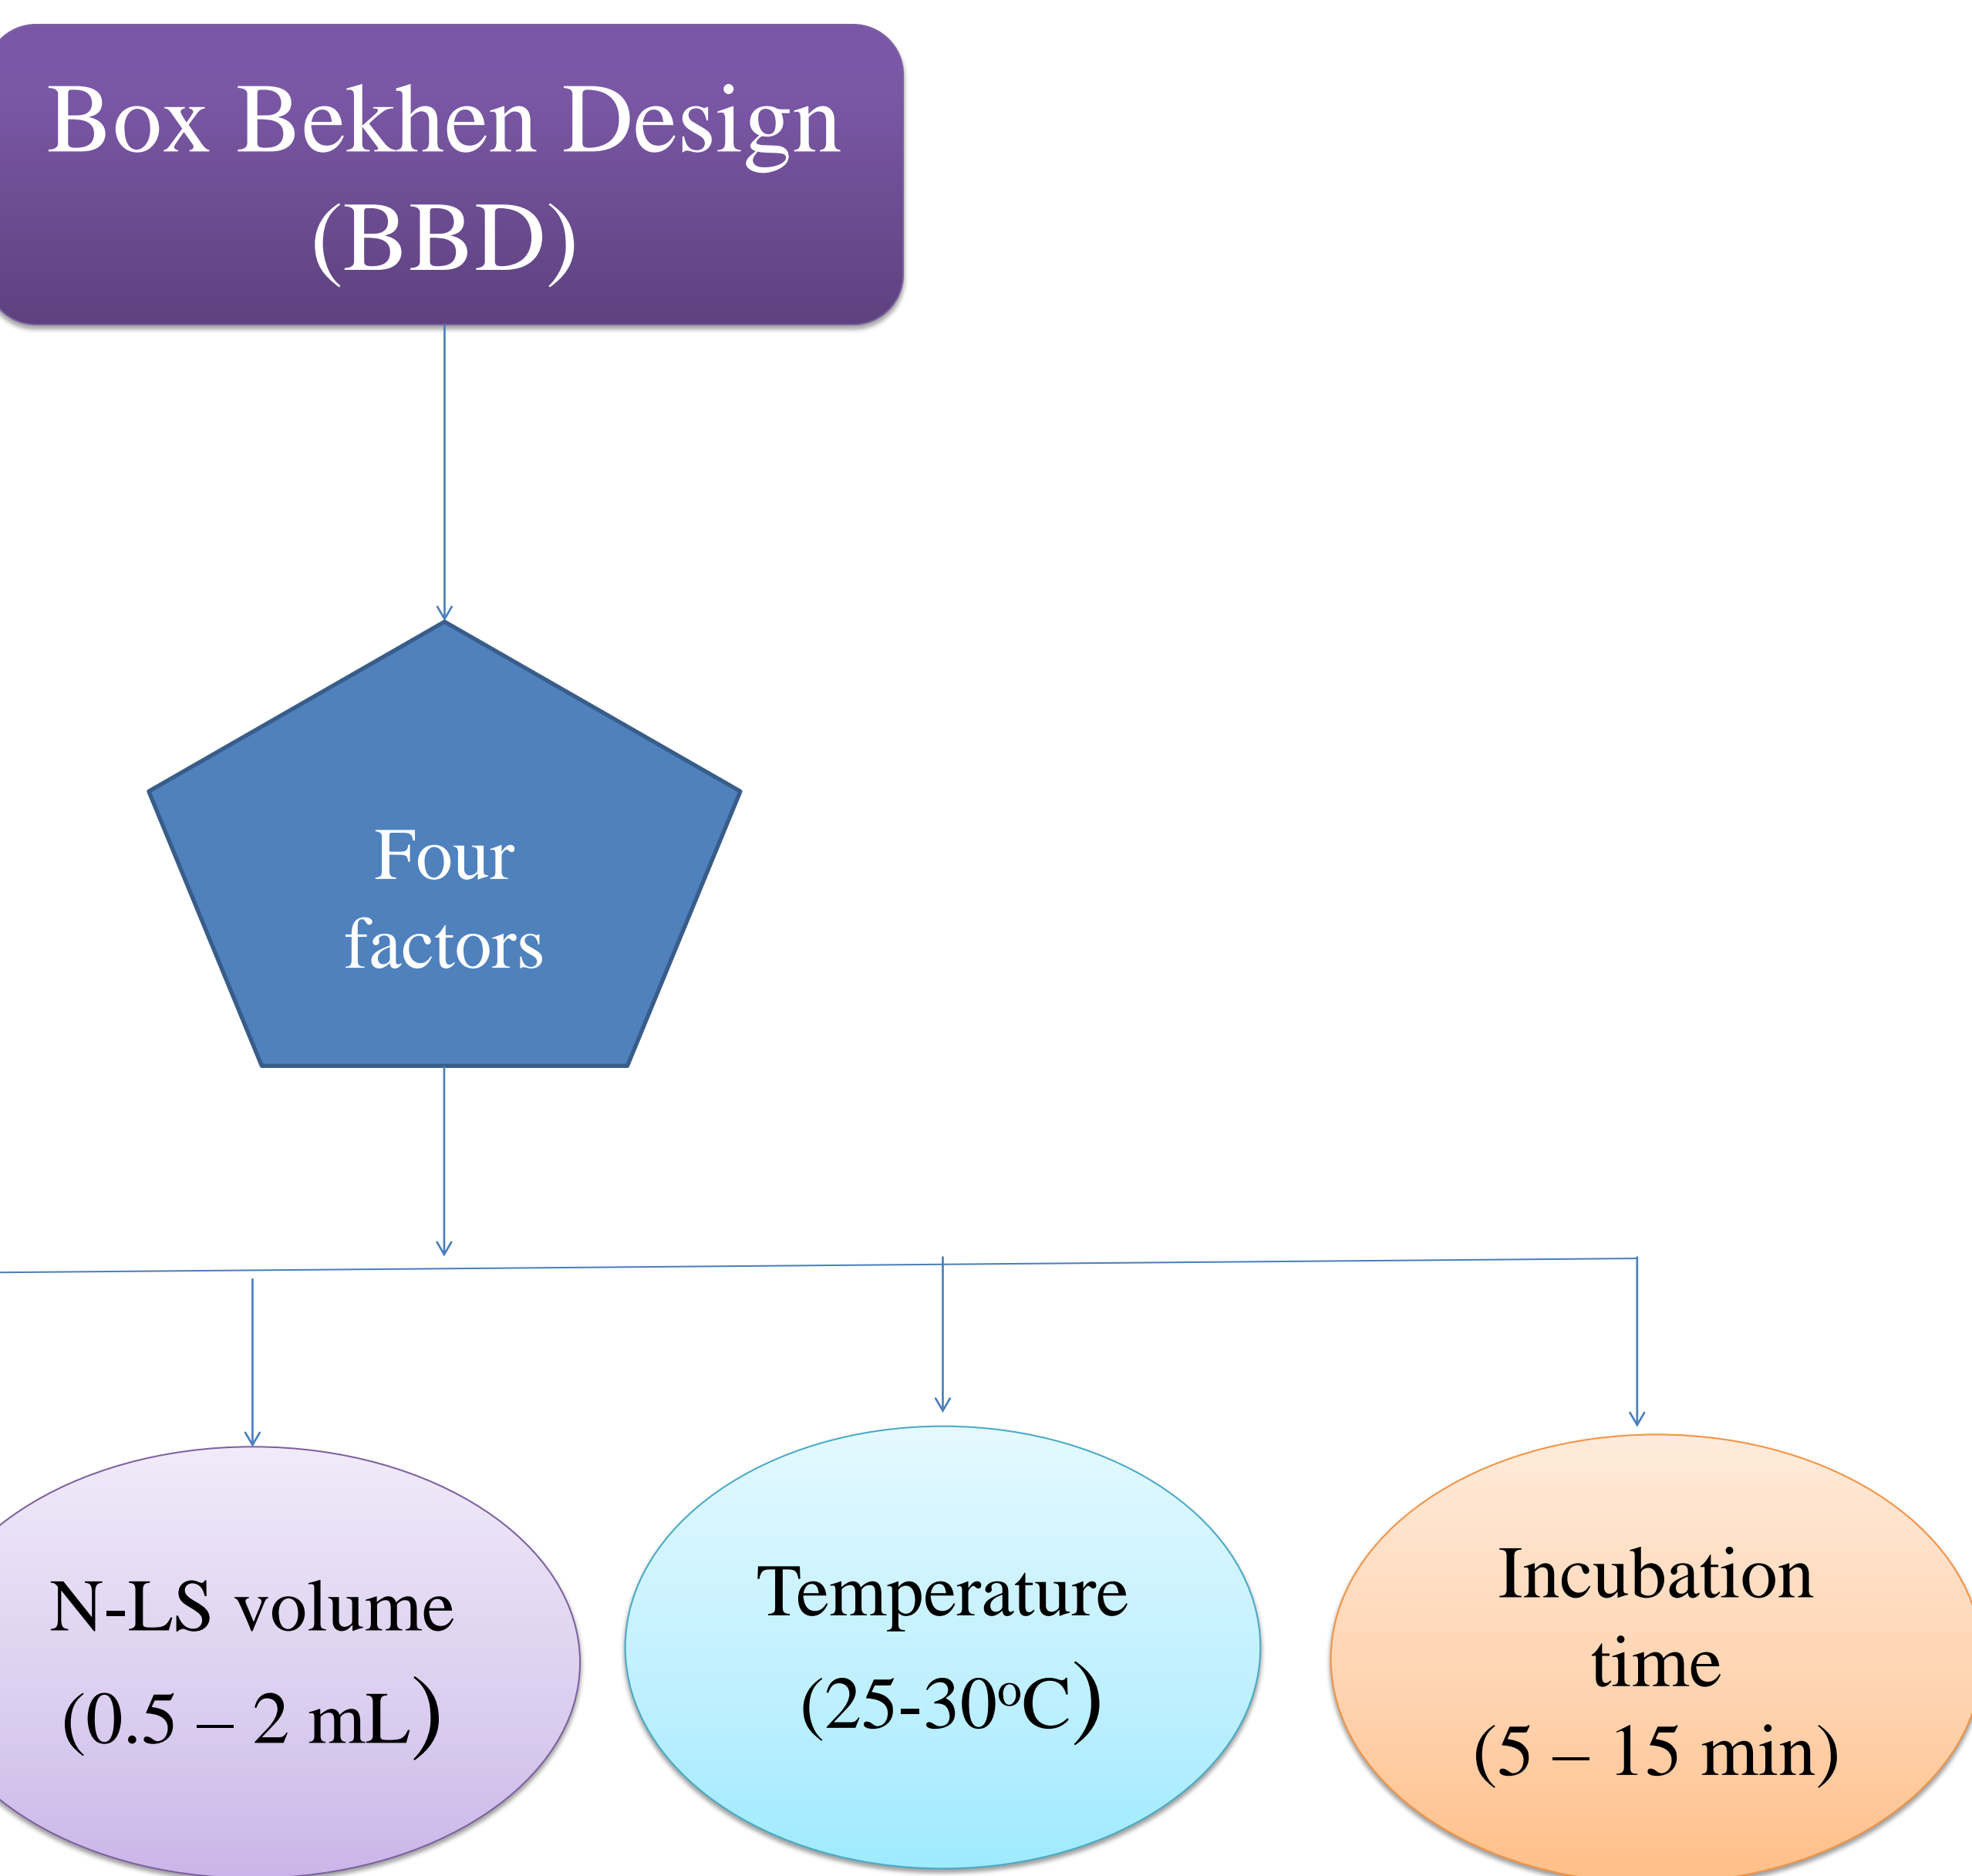 Box Bekhen Design
(BBD)
Four
factors
N-LS volume
(0.5 – 2 mL)
Temperature
(25-30°C)
Incubation
time
(5 – 15 min)